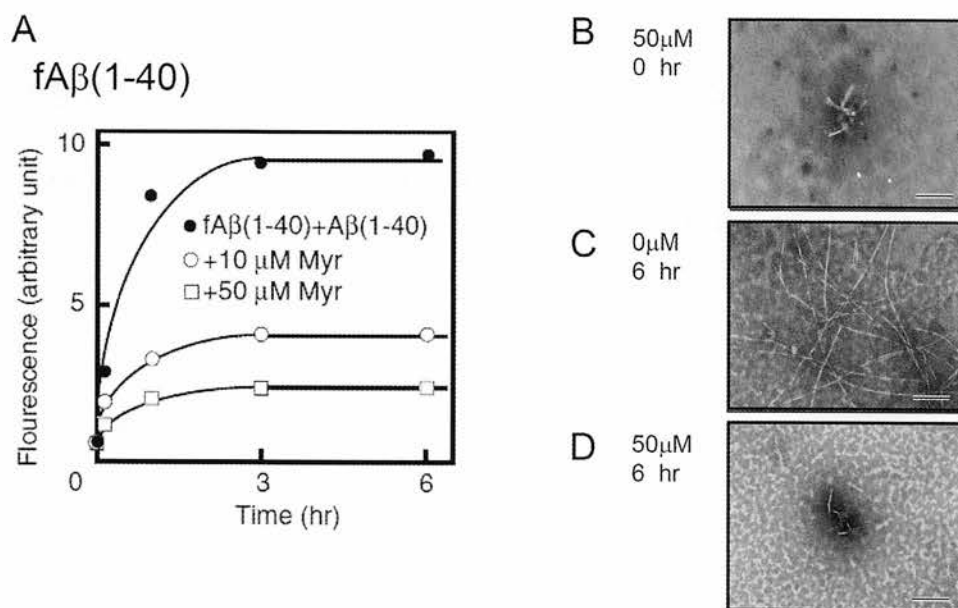 A
fAβ(1-40)
10
5
0
3
6
Flourescence (arbitrary unit)
Time (hr)
● fAβ(1-40)+Aβ(1-40)
○ +10 μM Myr
□ +50 μM Myr
B
50μM
0 hr
C
0μM
6 hr
D
50μM
6 hr